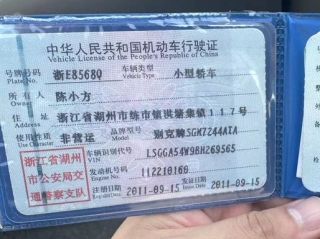 中华人民共和国机动车行驶证
Vehicle License of the People's Republic of China
号牌号码 浙E8568Q 车辆类型 小型轿车
Plate No. Vehicle Type
所有人 陈小方
Owner
住址 浙江省湖州市练市镇洪塘集镇117号
Address
使用性质 非营运 品牌型号 别克牌SGM7244ATA
Use Character Model
浙江省湖州 车辆识别代号 LSGGA54W9BH269565
VIN
市公安局交 发动机号码 112210160
Engine No.
通警察支队 注册日期 2011-09-15 发证日期 2011-09-15
Register Date Issue Date